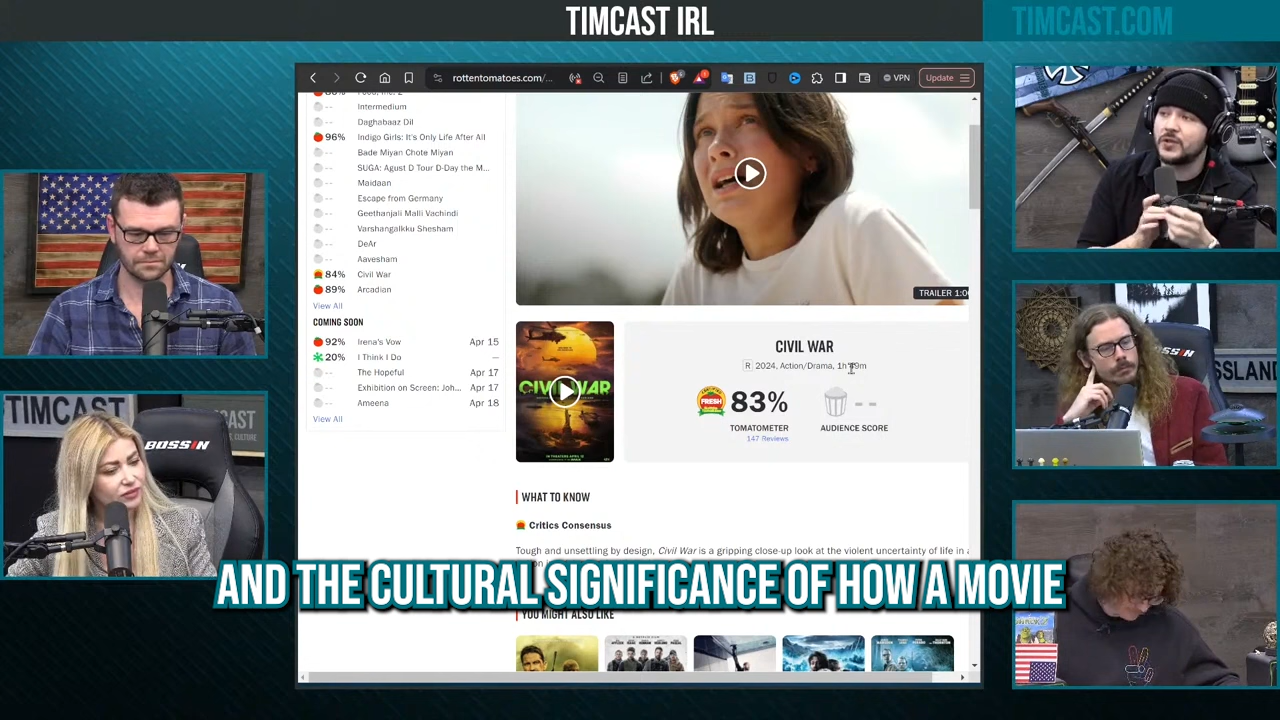 TIMCAST IRL
TIMCAST.COM
rottentomatoes.com/...
VPN
Update
Intermedium
Daghabaaz Dil
96% Indigo Girls: It's Only Life After All
-- Bade Miyan Chote Miyan
-- SUGA: Agust D Tour D-Day the M...
-- Maidaan
-- Escape from Germany
-- Geethanjali Malli Vachindi
-- Varshangalkku Shesham
-- DeAr
-- Aavesham
84% Civil War
89% Arcadian
View All
COMING SOON
92% Irena's Vow Apr 15
20% I Think I Do —
The Hopeful Apr 17
Exhibition on Screen: Joh... Apr 17
Ameena Apr 18
View All
TRAILER 1:0
CIVIL WAR
CIVIL WAR
R 2024, Action/Drama, 1h
FRESH
83%
TOMATOMETER
147 Reviews
--
AUDIENCE SCORE
WHAT TO KNOW
Critics Consensus
Tough and unsettling by design, Civil War is a gripping close-up look at the violent uncertainty of life in a
YOU MIGHT ALSO LIKE
AND THE CULTURAL SIGNIFICANCE OF HOW A MOVIE
TIMCAST
BOSSIN